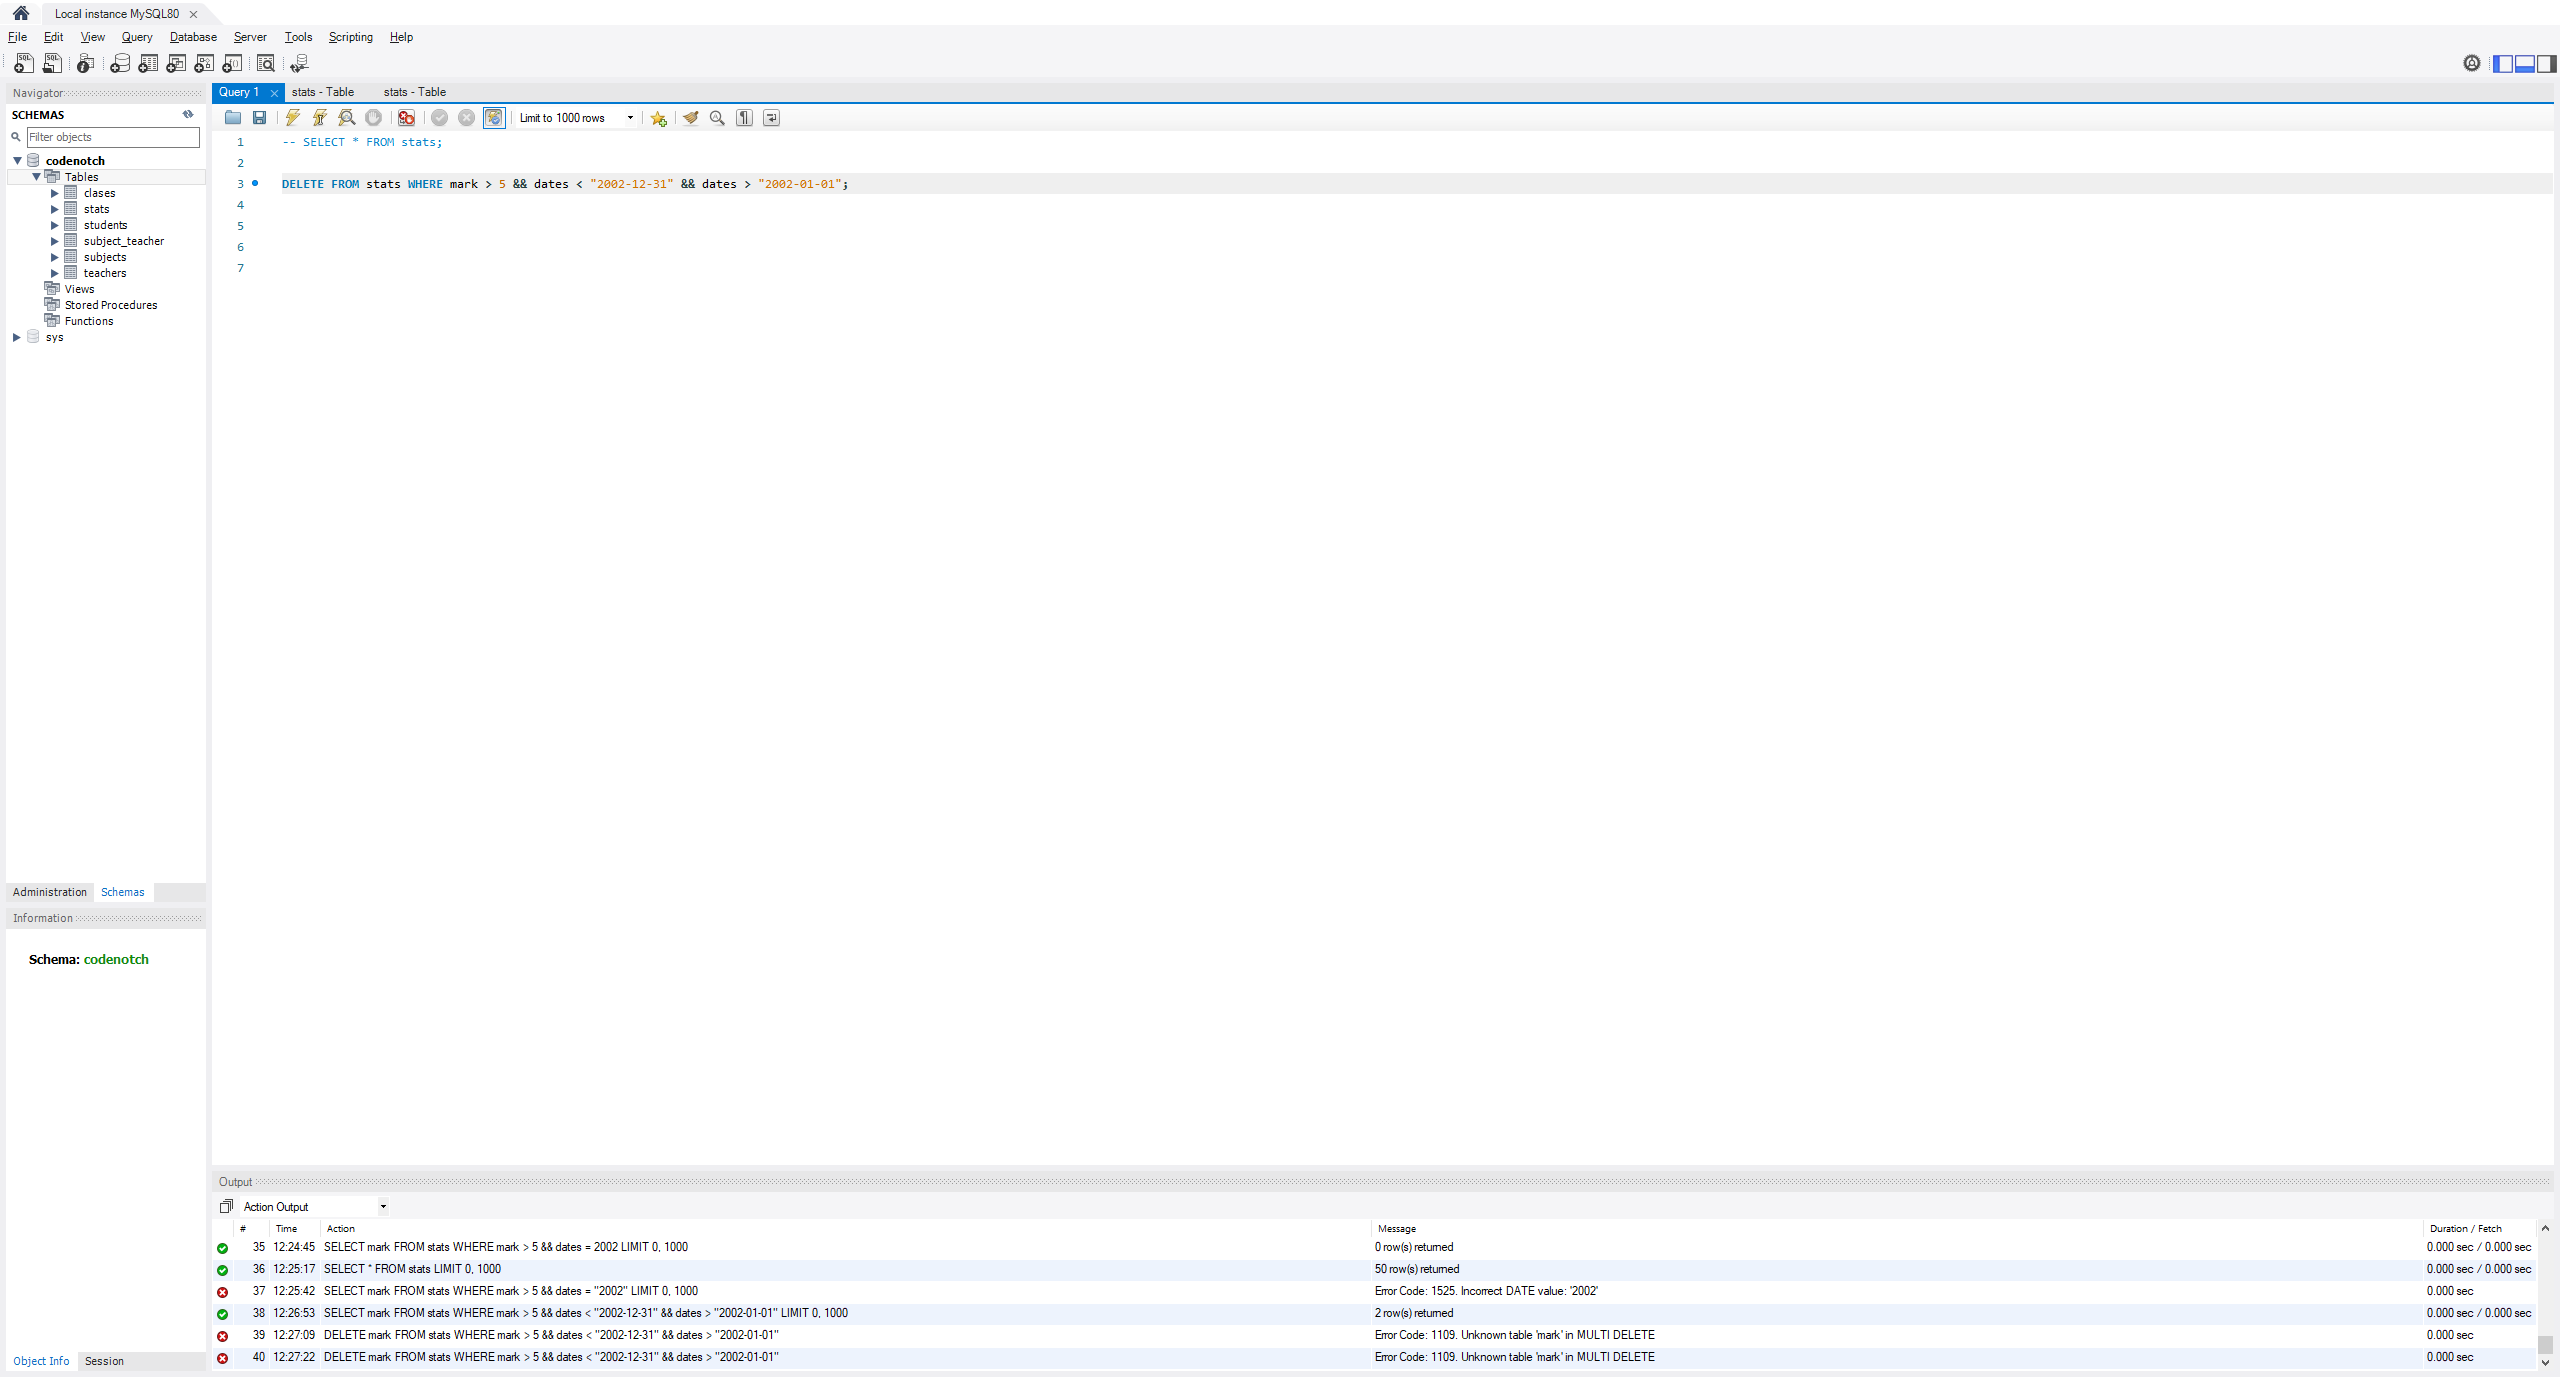 Local instance MySQL80
File Edit View Query Database Server Tools Scripting Help
Navigator
SCHEMAS
Filter objects
codenotch
Tables
clases
stats
students
subject_teacher
subjects
teachers
Views
Stored Procedures
Functions
sys
Administration Schemas
Information
Schema: codenotch
Object Info Session
Query 1 stats - Table stats - Table
Limit to 1000 rows
1 -- SELECT * FROM stats;
2
3 DELETE FROM stats WHERE mark > 5 && dates < "2002-12-31" && dates > "2002-01-01";
4
5
6
7
Output
Action Output
# Time Action Message Duration / Fetch
35 12:24:45 SELECT mark FROM stats WHERE mark > 5 && dates = 2002 LIMIT 0, 1000 0 row(s) returned 0.000 sec / 0.000 sec
36 12:25:17 SELECT * FROM stats LIMIT 0, 1000 50 row(s) returned 0.000 sec / 0.000 sec
37 12:25:42 SELECT mark FROM stats WHERE mark > 5 && dates = "2002" LIMIT 0, 1000 Error Code: 1525. Incorrect DATE value: '2002' 0.000 sec
38 12:26:53 SELECT mark FROM stats WHERE mark > 5 && dates < "2002-12-31" && dates > "2002-01-01" LIMIT 0, 1000 2 row(s) returned 0.000 sec / 0.000 sec
39 12:27:09 DELETE mark FROM stats WHERE mark > 5 && dates < "2002-12-31" && dates > "2002-01-01" Error Code: 1109. Unknown table 'mark' in MULTI DELETE 0.000 sec
40 12:27:22 DELETE mark FROM stats WHERE mark > 5 && dates < "2002-12-31" && dates > "2002-01-01" Error Code: 1109. Unknown table 'mark' in MULTI DELETE 0.000 sec